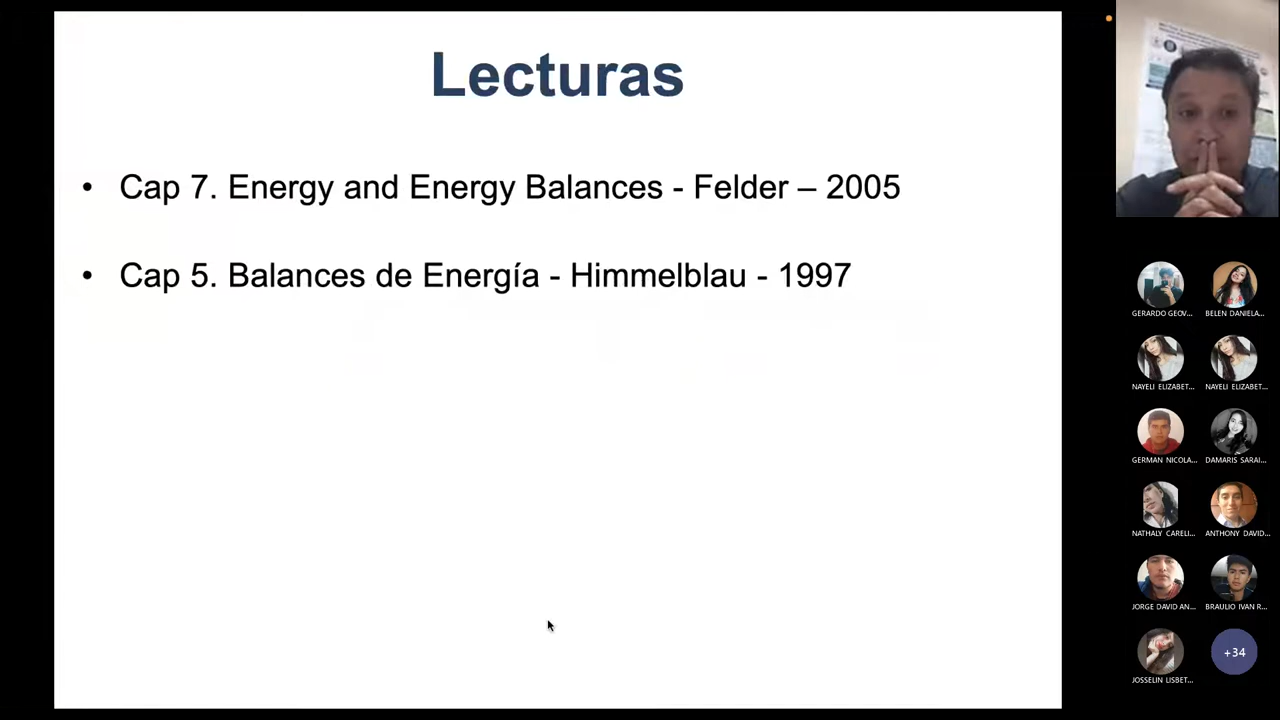 Lecturas
• Cap 7. Energy and Energy Balances - Felder – 2005
• Cap 5. Balances de Energía - Himmelblau - 1997
GERARDO GEOV...
BELEN DANIELA...
NAYELI ELIZABET...
NAYELI ELIZABET...
GERMAN NICOLA...
DAMARIS SARAI...
NATHALY CARELI...
ANTHONY DAVID...
JORGE DAVID AN...
BRAULIO IVAN R...
JOSSELIN LISBET...
+34